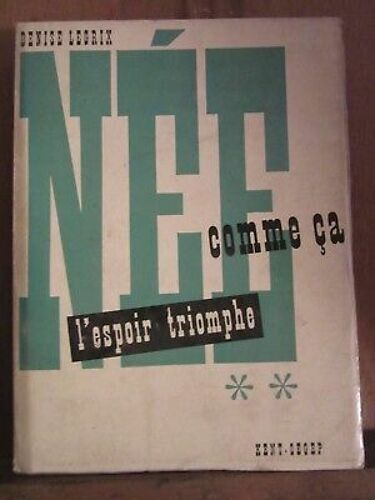 DENISE LEGRIX
NÉE
comme ça
l'espoir triomphe
**
KENT-SEGEP